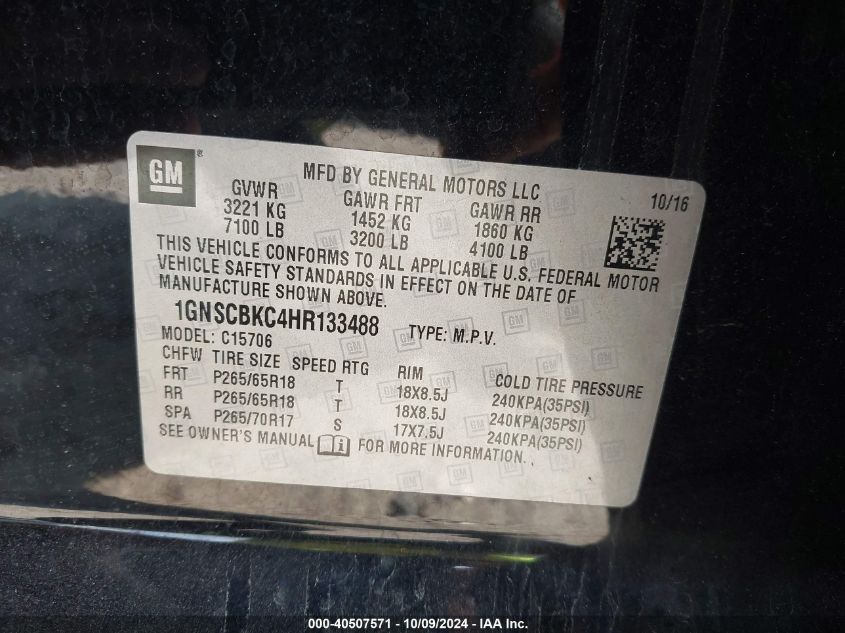 GM ®
MFD BY GENERAL MOTORS LLC
10/16
GVWR GAWR FRT GAWR RR
3221 KG 1452 KG 1860 KG
7100 LB 3200 LB 4100 LB
THIS VEHICLE CONFORMS TO ALL APPLICABLE U.S. FEDERAL MOTOR
VEHICLE SAFETY STANDARDS IN EFFECT ON THE DATE OF
MANUFACTURE SHOWN ABOVE.
1GNSCBKC4HR133488 TYPE: M.P.V.
MODEL: C15706
CHFW TIRE SIZE SPEED RTG RIM COLD TIRE PRESSURE
FRT P265/65R18 T 18X8.5J 240KPA(35PSI)
RR P265/65R18 T 18X8.5J 240KPA(35PSI)
SPA P265/70R17 S 17X7.5J 240KPA(35PSI)
SEE OWNER'S MANUAL FOR MORE INFORMATION.
000-40507571 - 10/09/2024 - IAA Inc.